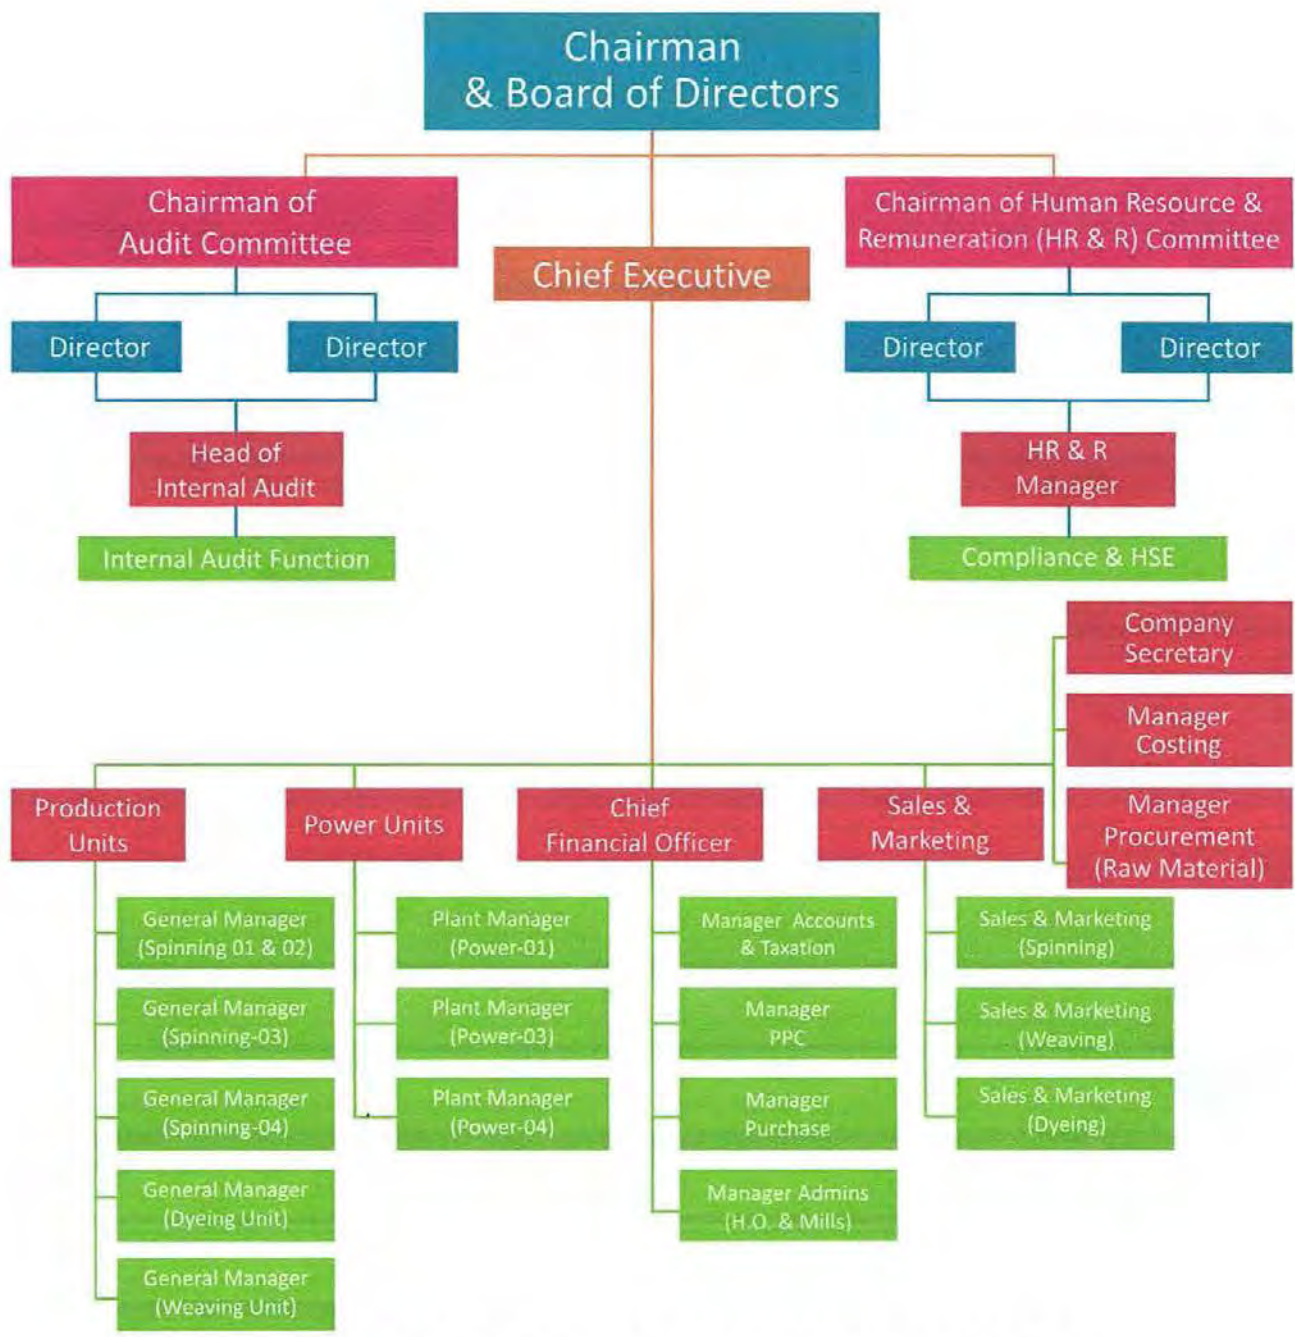 Chairman
& Board of Directors
Chairman of
Audit Committee
Chairman of Human Resource &
Remuneration (HR & R) Committee
Chief Executive
Director
Director
Director
Director
Head of
Internal Audit
HR & R
Manager
Internal Audit Function
Compliance & HSE
Company
Secretary
Manager
Costing
Manager
Procurement
(Raw Material)
Production
Units
Power Units
Chief
Financial Officer
Sales &
Marketing
General Manager
(Spinning 01 & 02)
General Manager
(Spinning-03)
General Manager
(Spinning-04)
General Manager
(Dyeing Unit)
General Manager
(Weaving Unit)
Plant Manager
(Power-01)
Plant Manager
(Power-03)
Plant Manager
(Power-04)
Manager Accounts
& Taxation
Manager
PPC
Manager
Purchase
Manager Admins
(H.O. & Mills)
Sales & Marketing
(Spinning)
Sales & Marketing
(Weaving)
Sales & Marketing
(Dyeing)